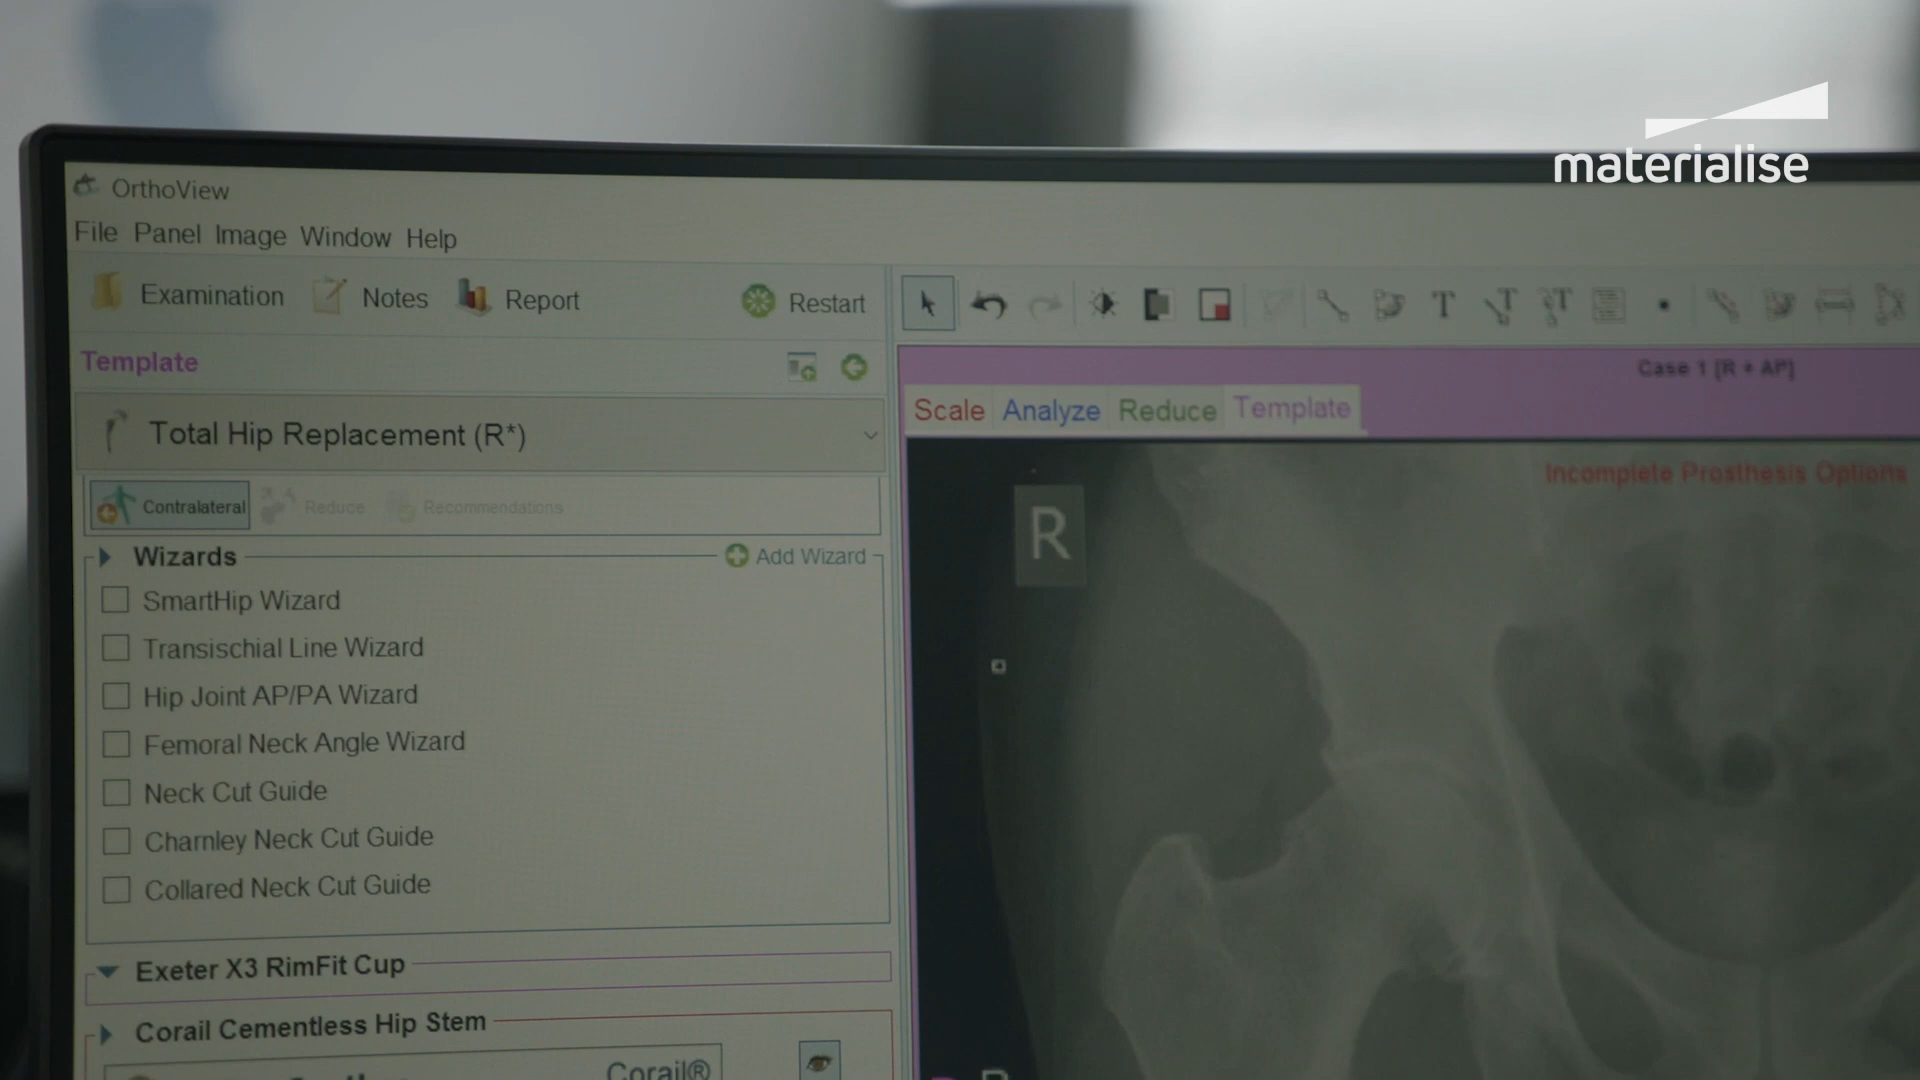 materialise
OrthoView
File Panel Image Window Help
Examination Notes Report Restart
Template
Case 1 [R + AP]
Scale Analyze Reduce Template
Total Hip Replacement (R*)
Incomplete Prosthesis Options
Contralateral Reduce Recommendations
R
Wizards Add Wizard
SmartHip Wizard
Transischial Line Wizard
Hip Joint AP/PA Wizard
Femoral Neck Angle Wizard
Neck Cut Guide
Charnley Neck Cut Guide
Collared Neck Cut Guide
Exeter X3 RimFit Cup
Corail Cementless Hip Stem
Corail®